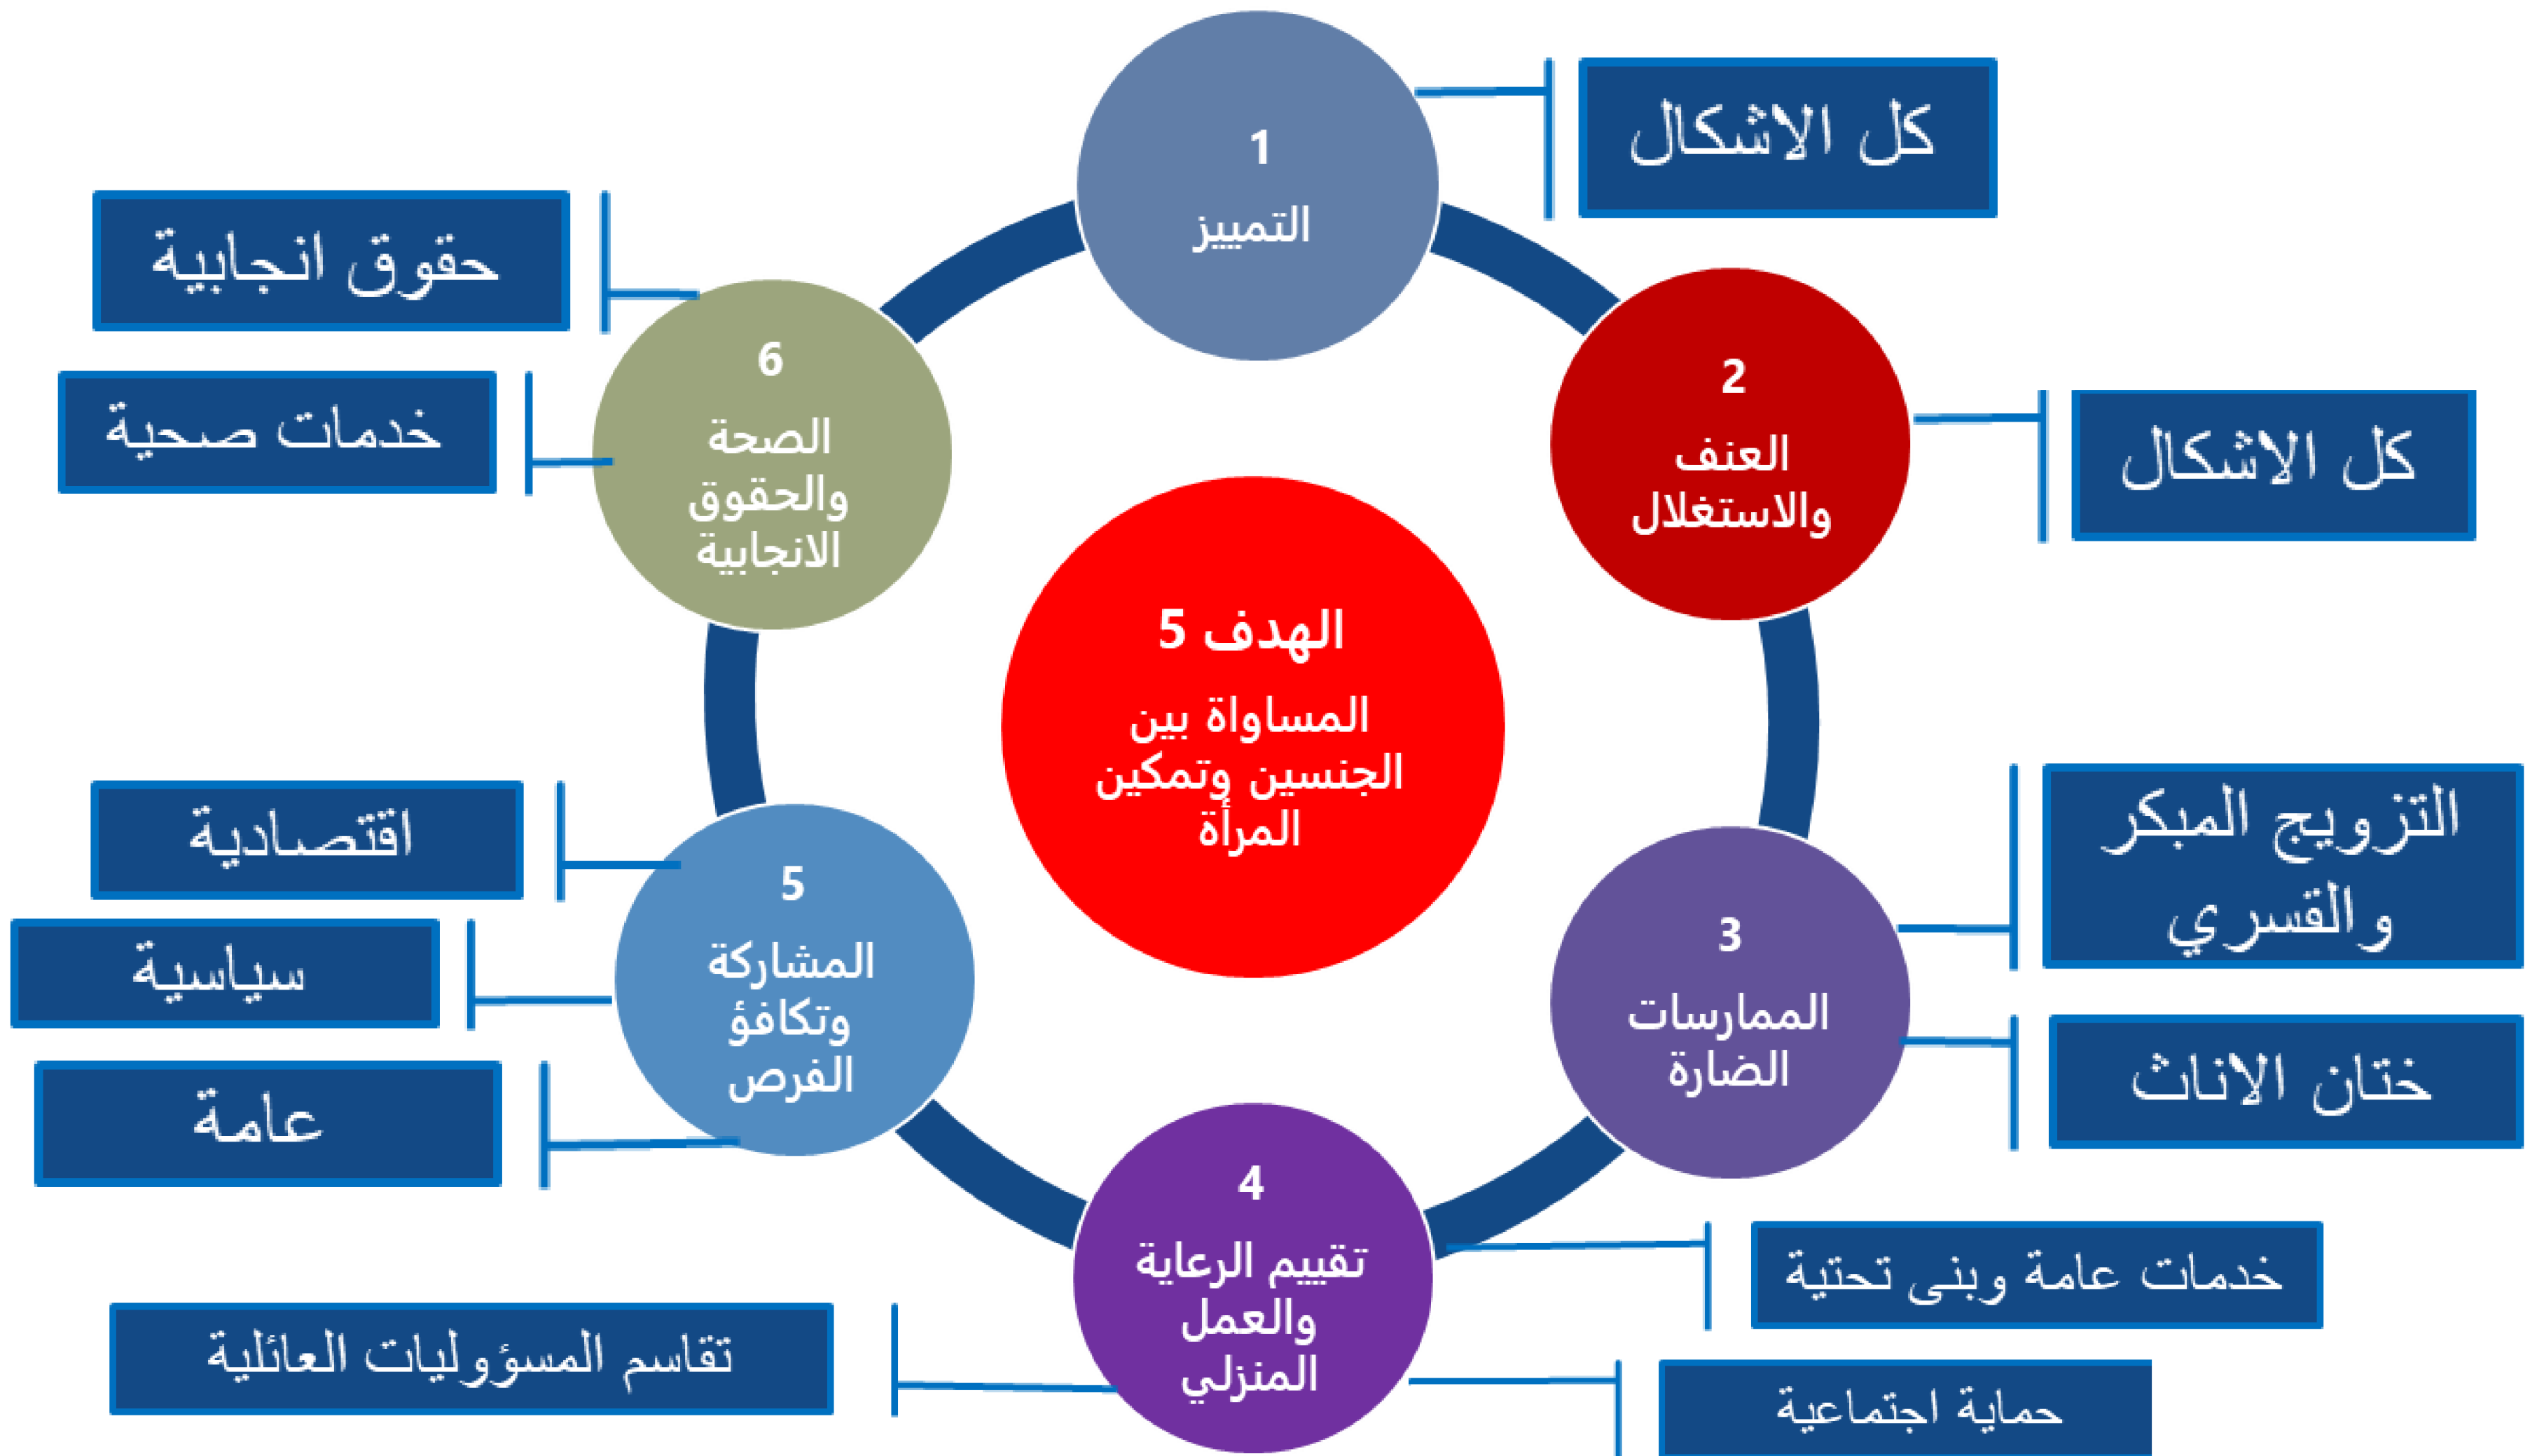 1
التمييز
كل الاشكال
2
العنف
والاستغلال
كل الاشكال
3
الممارسات
الضارة
التزويج المبكر
والقسري
ختان الاناث
4
تقييم الرعاية
والعمل
المنزلي
خدمات عامة وبنى تحتية
حماية اجتماعية
تقاسم المسؤوليات العائلية
5
المشاركة
وتكافؤ
الفرص
اقتصادية
سياسية
عامة
6
الصحة
والحقوق
الانجابية
حقوق انجابية
خدمات صحية
الهدف 5
المساواة بين
الجنسين وتمكين
المرأة